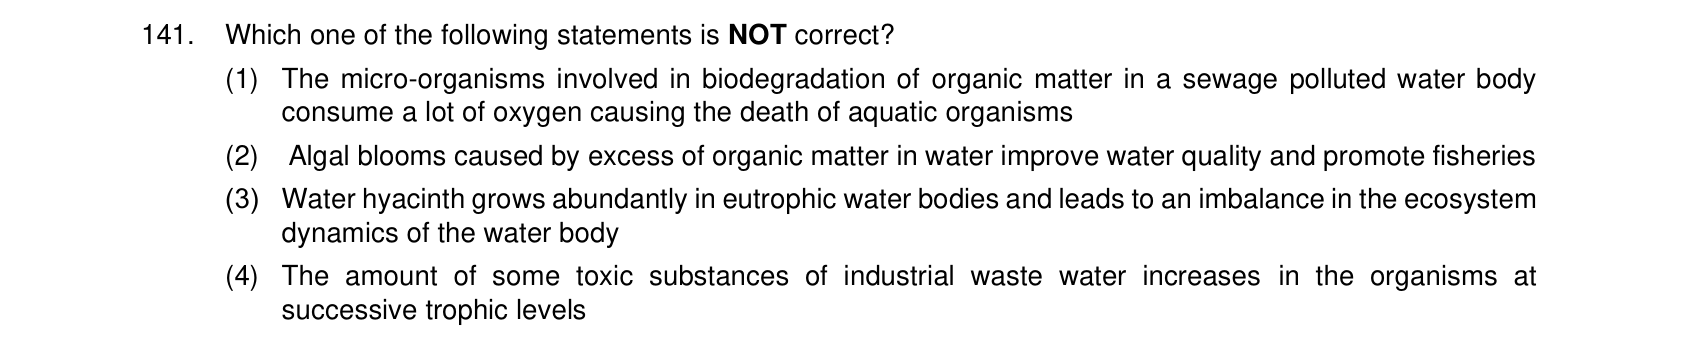 141. Which one of the following statements is NOT correct?
(1) The micro-organisms involved in biodegradation of organic matter in a sewage polluted water body
consume a lot of oxygen causing the death of aquatic organisms
(2) Algal blooms caused by excess of organic matter in water improve water quality and promote fisheries
(3) Water hyacinth grows abundantly in eutrophic water bodies and leads to an imbalance in the ecosystem
dynamics of the water body
(4) The amount of some toxic substances of industrial waste water increases in the organisms at
successive trophic levels